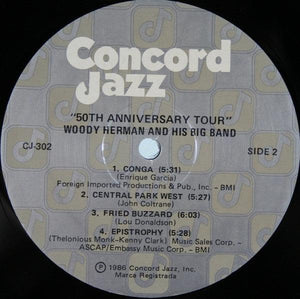 Concord
Jazz
"50TH ANNIVERSARY TOUR"
WOODY HERMAN AND HIS BIG BAND
CJ-302
SIDE 2
1. CONGA (5:31)
(Enrique Garcia)
Foreign Imported Productions & Pub., Inc. - BMI
2. CENTRAL PARK WEST (5:27)
(John Coltrane)
3. FRIED BUZZARD (6:03)
(Lou Donaldson)
4. EPISTROPHY (5:28)
(Thelonious Monk-Kenny Clark) Music Sales Corp. -
ASCAP/Embassy Music Corp. - BMI
℗ 1986 Concord Jazz, Inc.
Marca Registrada